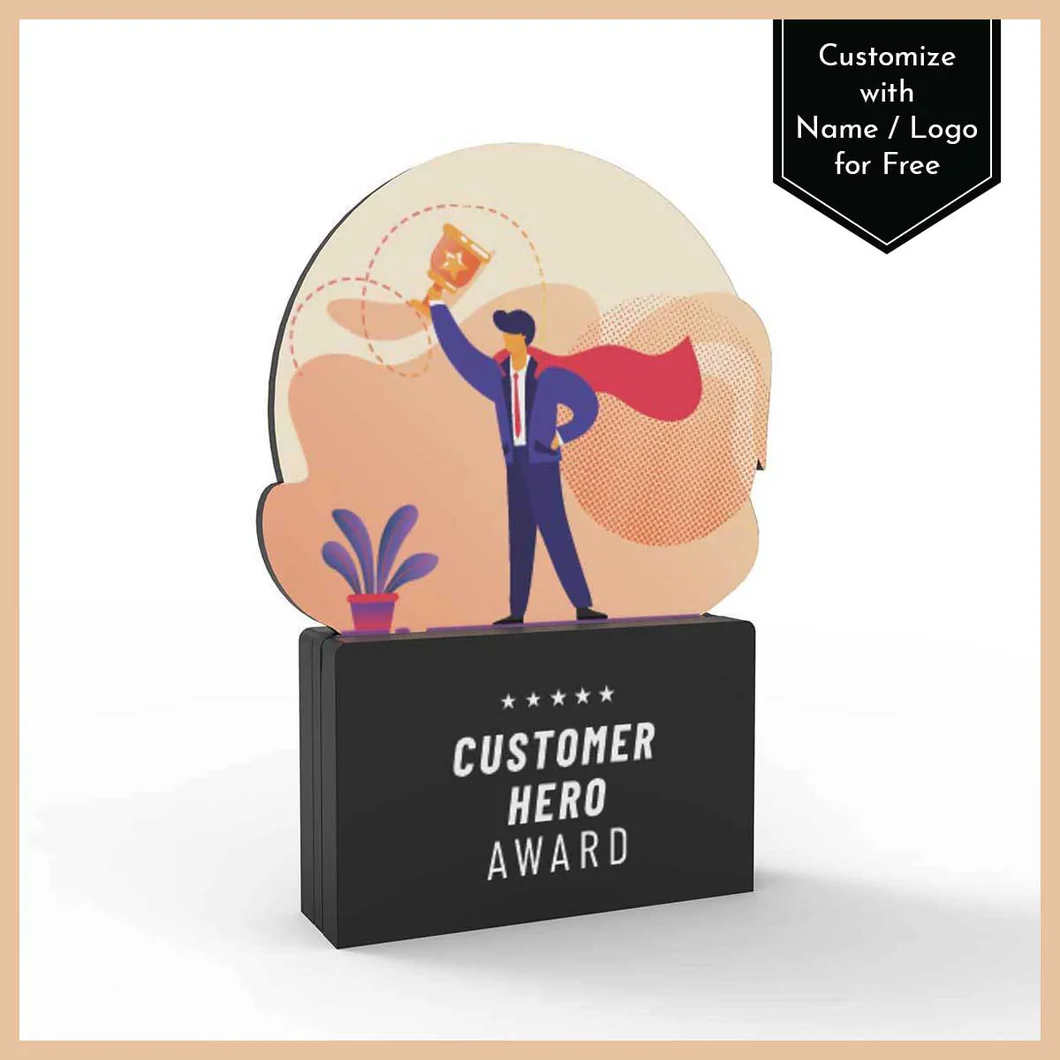 Customize
with
Name / Logo
for Free
★★★★★
CUSTOMER
HERO
AWARD